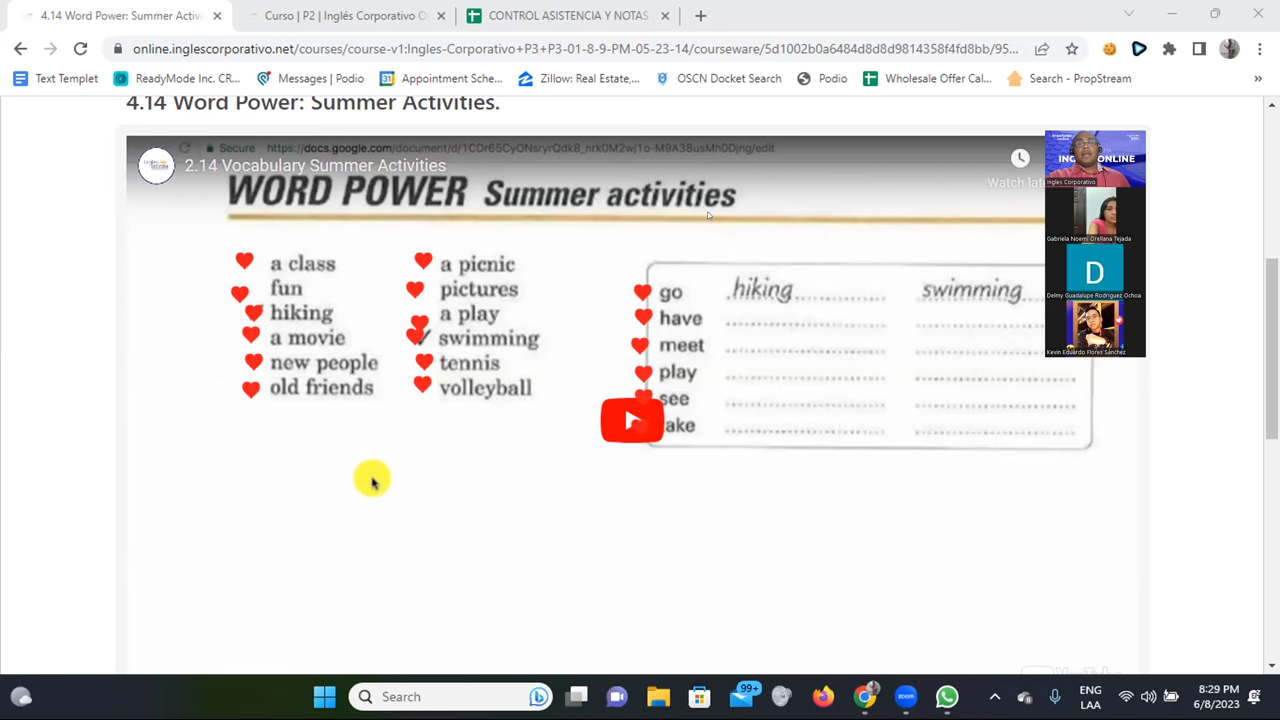 4.14 Word Power: Summer Activi
Curso | P2 | Inglés Corporativo O
CONTROL ASISTENCIA Y NOTAS
online.inglescorporativo.net/courses/course-v1:Ingles-Corporativo+P3+P3-01-8-9-PM-05-23-14/courseware/5d1002b0a6484d8d8d9814358f4fd8bb/95...
Text Templet
ReadyMode Inc. CR...
Messages | Podio
31
Appointment Sche...
Zillow: Real Estate,...
OSCN Docket Search
Podio
Wholesale Offer Cal...
Search - PropStream
»
4.14 Word Power: Summer Activities.
Secure https://docs.google.com/document/d/
2.14 Vocabulary Summer Activities
Watch lat
WORD POWER Summer activities
a class
fun
hiking
a movie
new people
old friends
a picnic
pictures
a play
✓ swimming
tennis
volleyball
go hiking swimming
have
meet
play
see
ake
INGL ONLINE
Ingles Corporativo
Gabriela Noemi Orellana Tejada
D
Delmy Guadalupe Rodriguez Ochoa
Kevin Eduardo Flores Sánchez
YouTube
Search
99+
zoom
ENG
LAA
8:29 PM
6/8/2023